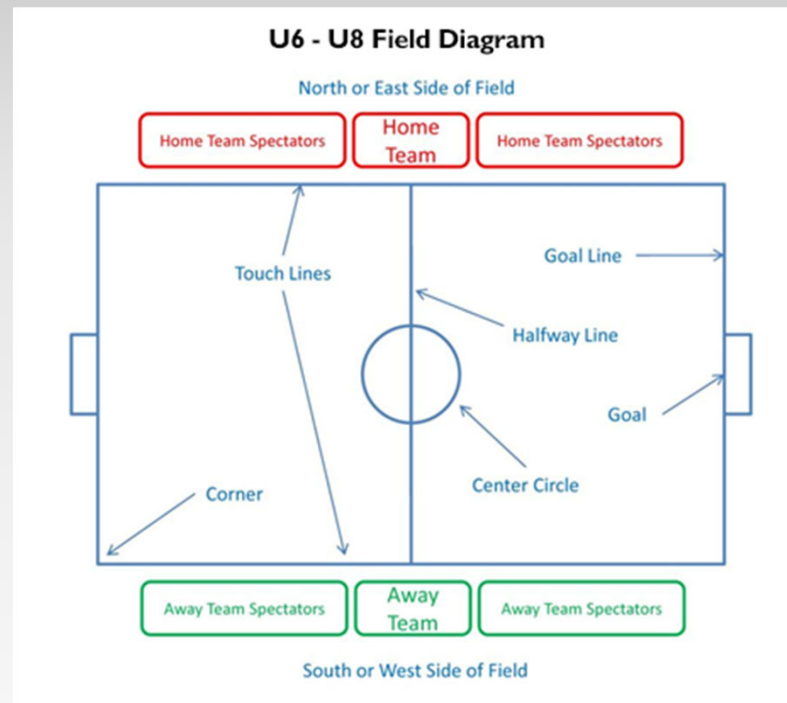 U6 - U8 Field Diagram
North or East Side of Field
Home Team Spectators
Home
Team
Home Team Spectators
Touch Lines
Goal Line
Halfway Line
Goal
Center Circle
Corner
Away Team Spectators
Away
Team
Away Team Spectators
South or West Side of Field